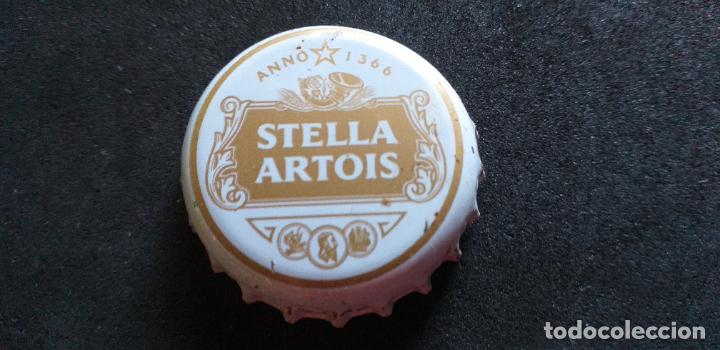 ANNO 1366
STELLA
ARTOIS
todocoleccion